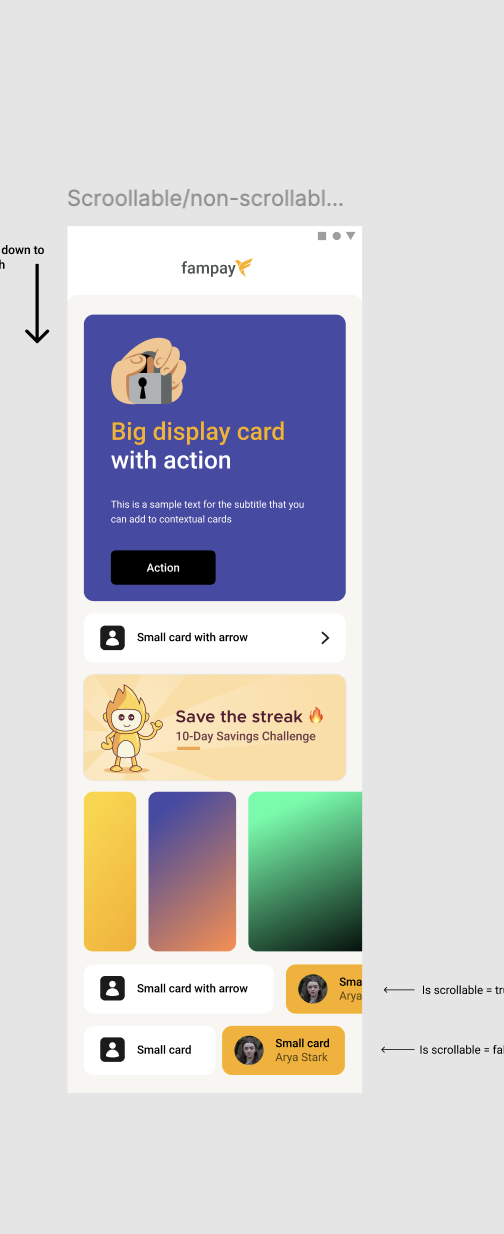 Scroollable/non-scrollabl...
down to
fampay
Big display card
with action
This is a sample text for the subtitle that you
can add to contextual cards
Action
Small card with arrow
Save the streak
10-Day Savings Challenge
Small card with arrow
Sma
Arya
Is scrollable = tru
Small card
Small card
Arya Stark
Is scrollable = fal